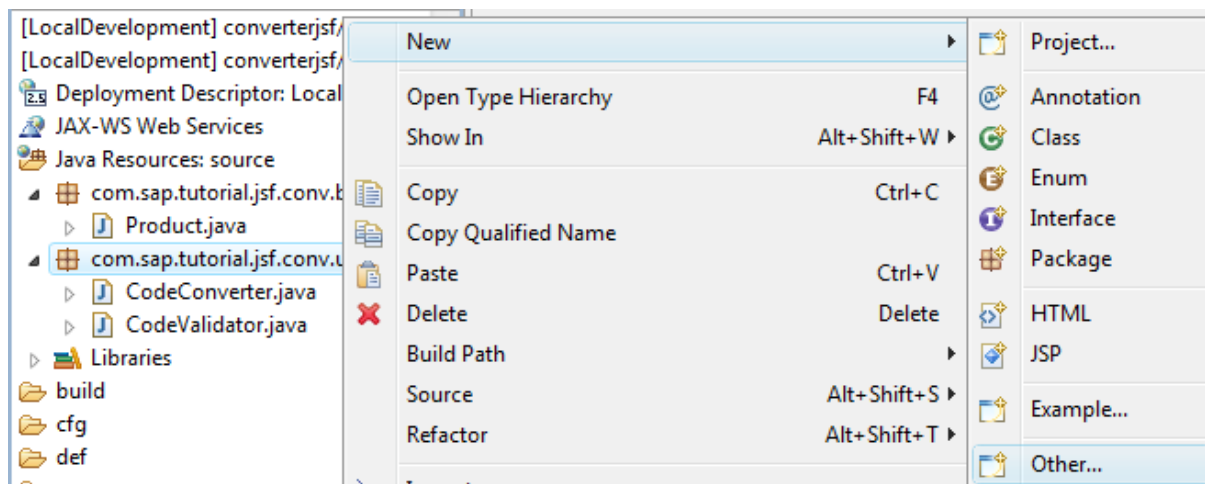 [LocalDevelopment] converterjsf/
[LocalDevelopment] converterjsf/
2.5 Deployment Descriptor: Local
JAX-WS Web Services
Java Resources: source
com.sap.tutorial.jsf.conv.b
J Product.java
com.sap.tutorial.jsf.conv.u
J CodeConverter.java
J CodeValidator.java
Libraries
build
cfg
def
New
Open Type Hierarchy F4
Show In Alt+Shift+W
Copy Ctrl+C
Copy Qualified Name
Paste Ctrl+V
Delete Delete
Build Path
Source Alt+Shift+S
Refactor Alt+Shift+T
Project...
@ Annotation
C Class
E Enum
I Interface
Package
HTML
JSP
Example...
Other...